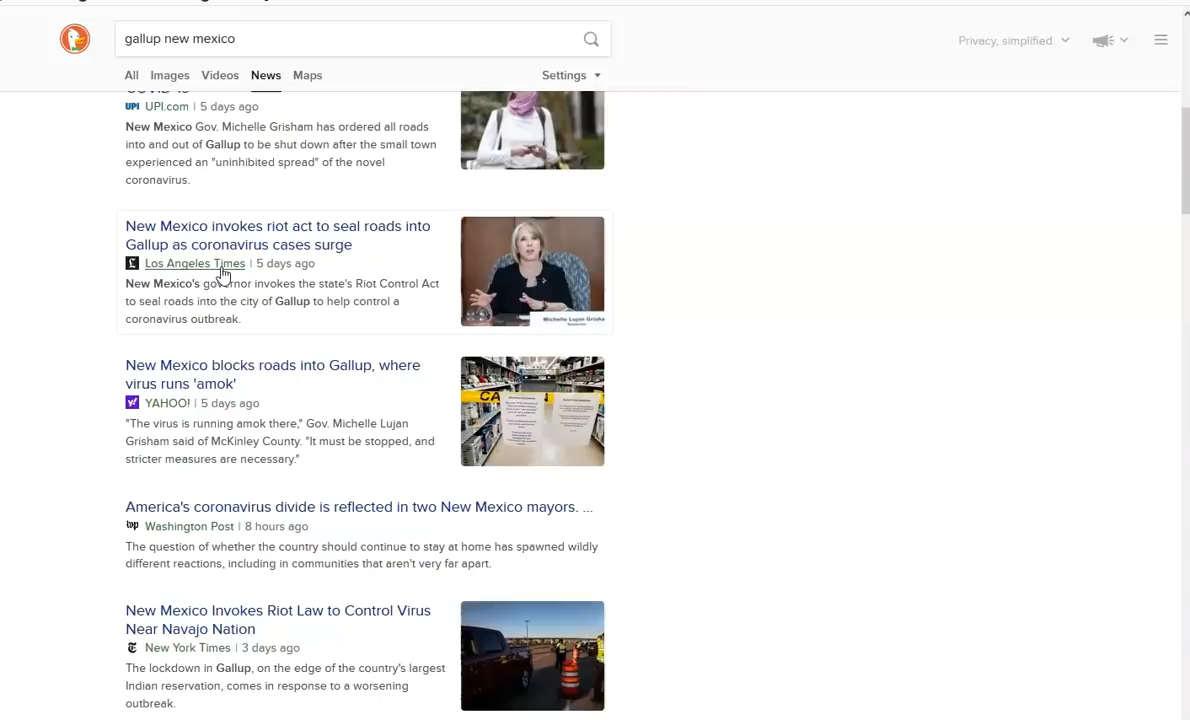 gallup new mexico
Privacy, simplified.
All Images Videos News Maps Settings
UPI UPI.com | 5 days ago
New Mexico Gov. Michelle Grisham has ordered all roads
into and out of Gallup to be shut down after the small town
experienced an "uninhibited spread" of the novel
coronavirus.
New Mexico invokes riot act to seal roads into
Gallup as coronavirus cases surge
Los Angeles Times | 5 days ago
New Mexico's governor invokes the state's Riot Control Act
to seal roads into the city of Gallup to help control a
coronavirus outbreak.
Michelle Lujan Grisha
New Mexico blocks roads into Gallup, where
virus runs 'amok'
YAHOO! | 5 days ago
"The virus is running amok there," Gov. Michelle Lujan
Grisham said of McKinley County. "It must be stopped, and
stricter measures are necessary."
CA
America's coronavirus divide is reflected in two New Mexico mayors. ...
wp Washington Post | 8 hours ago
The question of whether the country should continue to stay at home has spawned wildly
different reactions, including in communities that aren't very far apart.
New Mexico Invokes Riot Law to Control Virus
Near Navajo Nation
New York Times | 3 days ago
The lockdown in Gallup, on the edge of the country's largest
Indian reservation, comes in response to a worsening
outbreak.